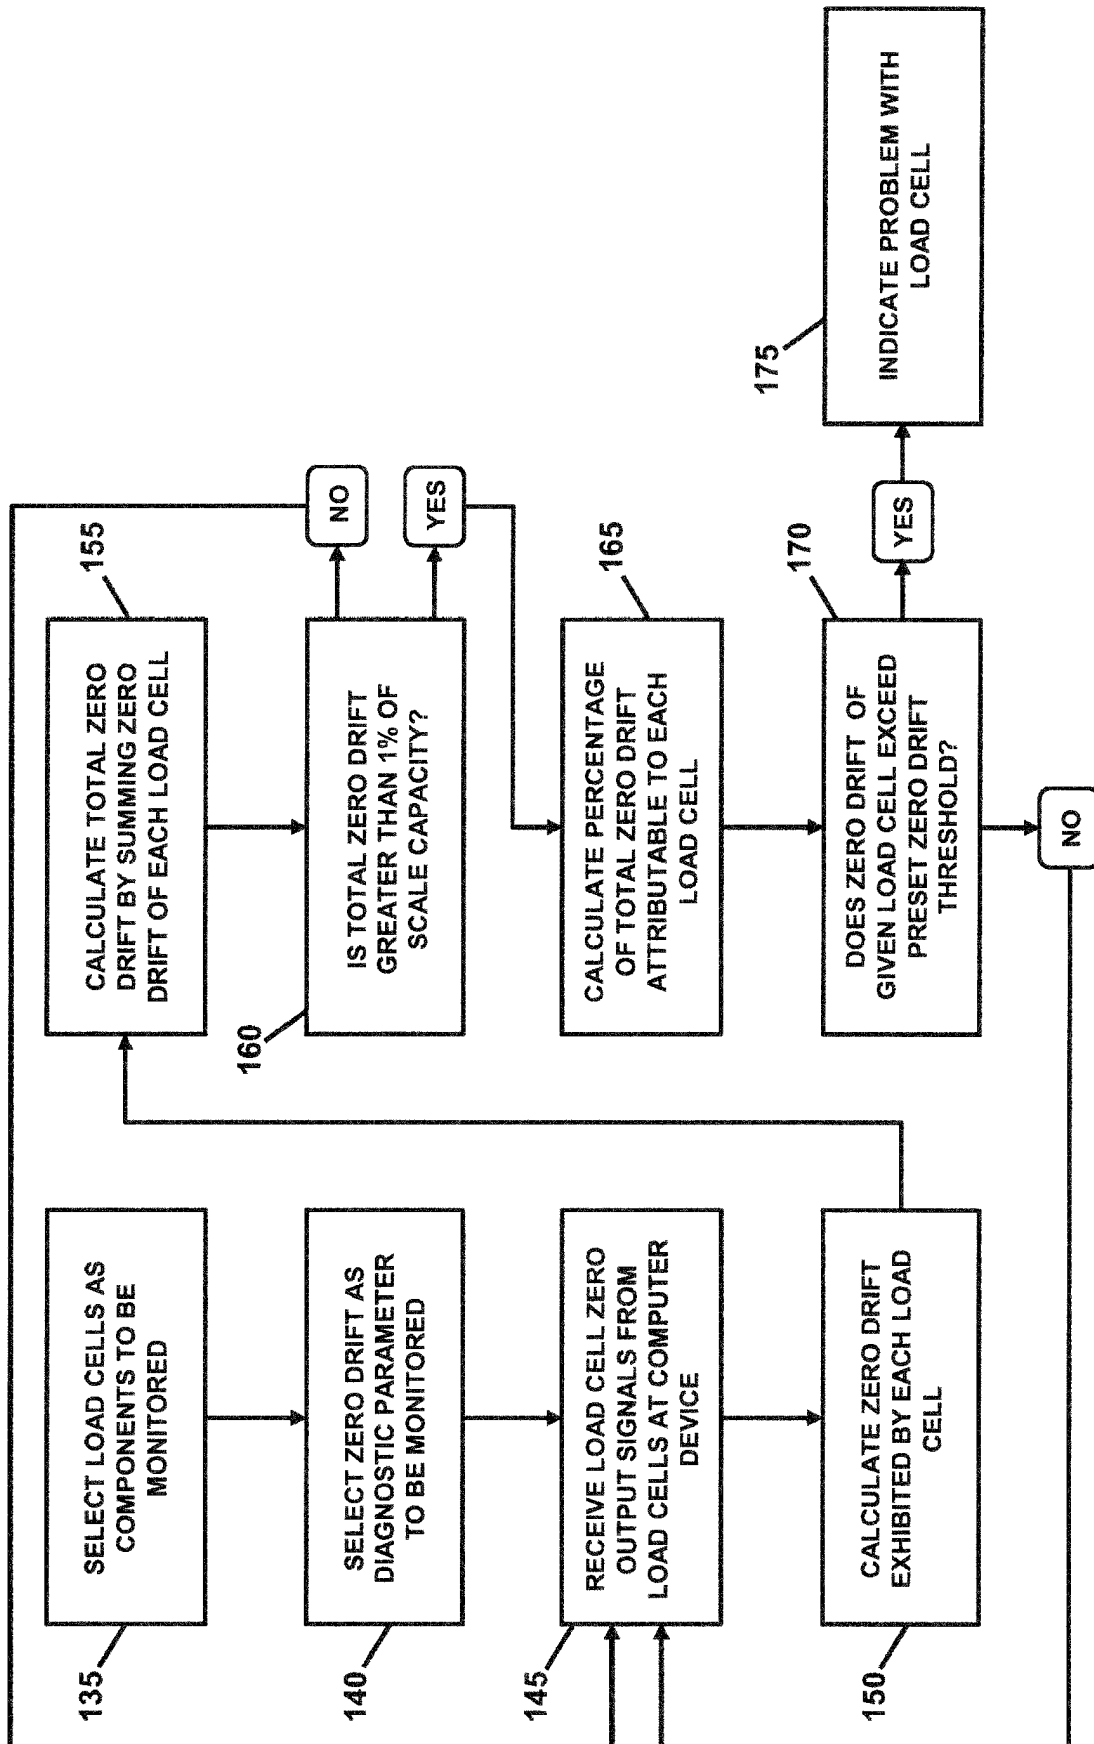 135
SELECT LOAD CELLS AS
COMPONENTS TO BE
MONITORED
140
SELECT ZERO DRIFT AS
DIAGNOSTIC PARAMETER
TO BE MONITORED
145
RECEIVE LOAD CELL ZERO
OUTPUT SIGNALS FROM
LOAD CELLS AT COMPUTER
DEVICE
150
CALCULATE ZERO DRIFT
EXHIBITED BY EACH LOAD
CELL
155
CALCULATE TOTAL ZERO
DRIFT BY SUMMING ZERO
DRIFT OF EACH LOAD CELL
160
IS TOTAL ZERO DRIFT
GREATER THAN 1% OF
SCALE CAPACITY?
NO
YES
165
CALCULATE PERCENTAGE
OF TOTAL ZERO DRIFT
ATTRIBUTABLE TO EACH
LOAD CELL
170
DOES ZERO DRIFT OF
GIVEN LOAD CELL EXCEED
PRESET ZERO DRIFT
THRESHOLD?
YES
NO
175
INDICATE PROBLEM WITH
LOAD CELL